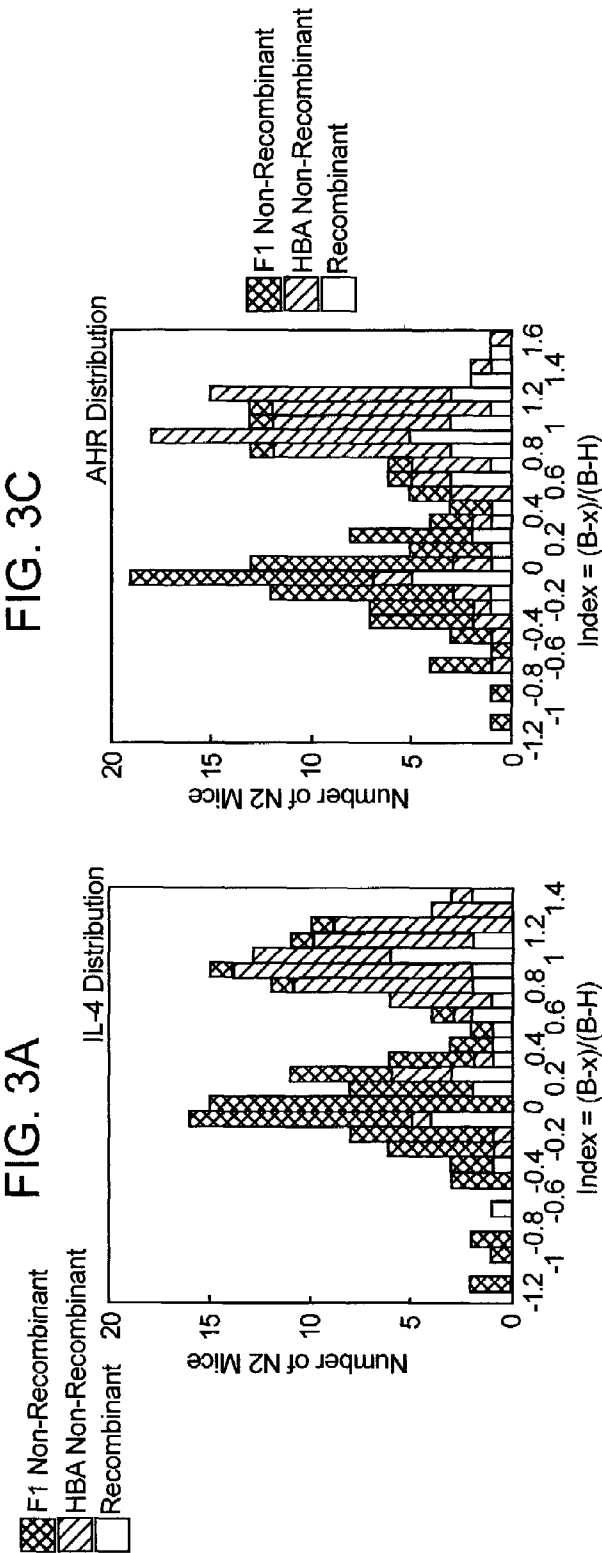 FIG. 3A
F1 Non-Recombinant
HBA Non-Recombinant
Recombinant
IL-4 Distribution
Number of N2 Mice
20
15
10
5
0
-1.2
-1
-0.8
-0.6
-0.4
-0.2
0
0.2
0.4
0.6
0.8
1
1.2
1.4
Index = (B-x)/(B-H)
FIG. 3C
AHR Distribution
Number of N2 Mice
20
15
10
5
0
-1.2
-1
-0.8
-0.6
-0.4
-0.2
0
0.2
0.4
0.6
0.8
1
1.2
1.4
1.6
Index = (B-x)/(B-H)
F1 Non-Recombinant
HBA Non-Recombinant
Recombinant